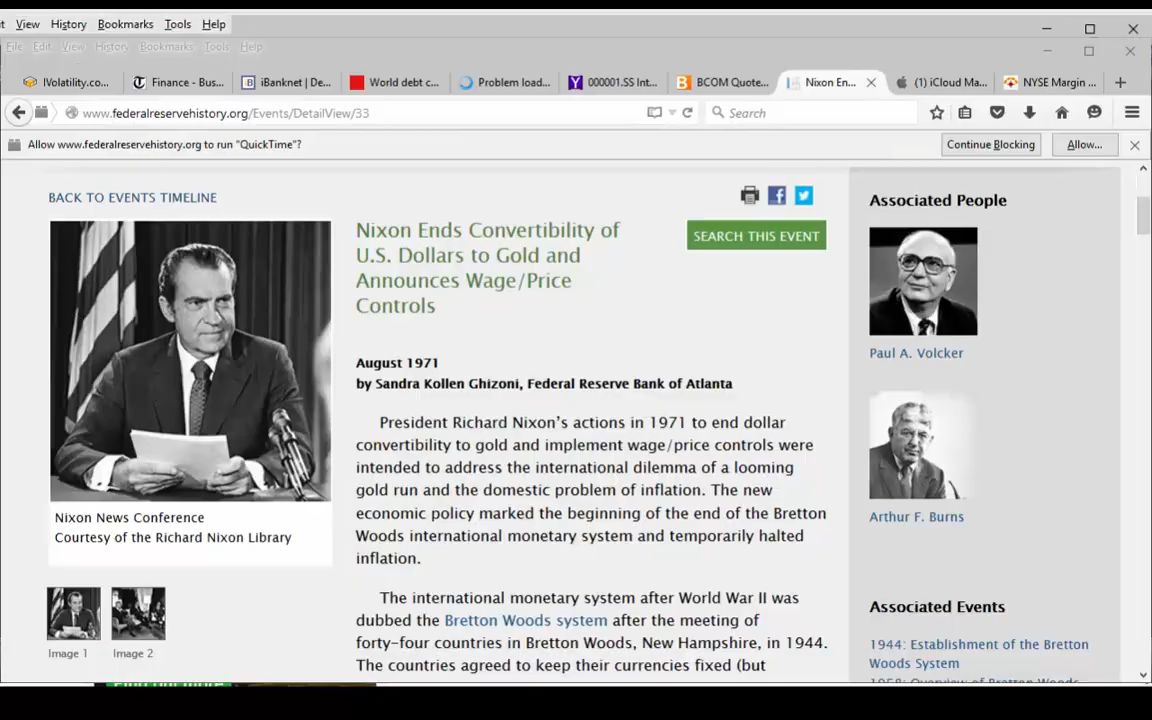 View History Bookmarks Tools Help
File Edit View History Bookmarks Tools Help
IVolatility.co...
Finance - Bus...
iBanknet | De...
World debt c...
Problem load...
000001.SS Int...
BCOM Quote...
Nixon En...
(1) iCloud Ma...
NYSE Margin ...
www.federalreservehistory.org/Events/DetailView/33
Search
Allow www.federalreservehistory.org to run "QuickTime"?
Continue Blocking
Allow...
BACK TO EVENTS TIMELINE
Nixon News Conference
Courtesy of the Richard Nixon Library
Image 1
Image 2
Nixon Ends Convertibility of
U.S. Dollars to Gold and
Announces Wage/Price
Controls
SEARCH THIS EVENT
August 1971
by Sandra Kollen Ghizoni, Federal Reserve Bank of Atlanta
President Richard Nixon's actions in 1971 to end dollar
convertibility to gold and implement wage/price controls were
intended to address the international dilemma of a looming
gold run and the domestic problem of inflation. The new
economic policy marked the beginning of the end of the Bretton
Woods international monetary system and temporarily halted
inflation.
The international monetary system after World War II was
dubbed the Bretton Woods system after the meeting of
forty-four countries in Bretton Woods, New Hampshire, in 1944.
The countries agreed to keep their currencies fixed (but
Associated People
Paul A. Volcker
Arthur F. Burns
Associated Events
1944: Establishment of the Bretton
Woods System